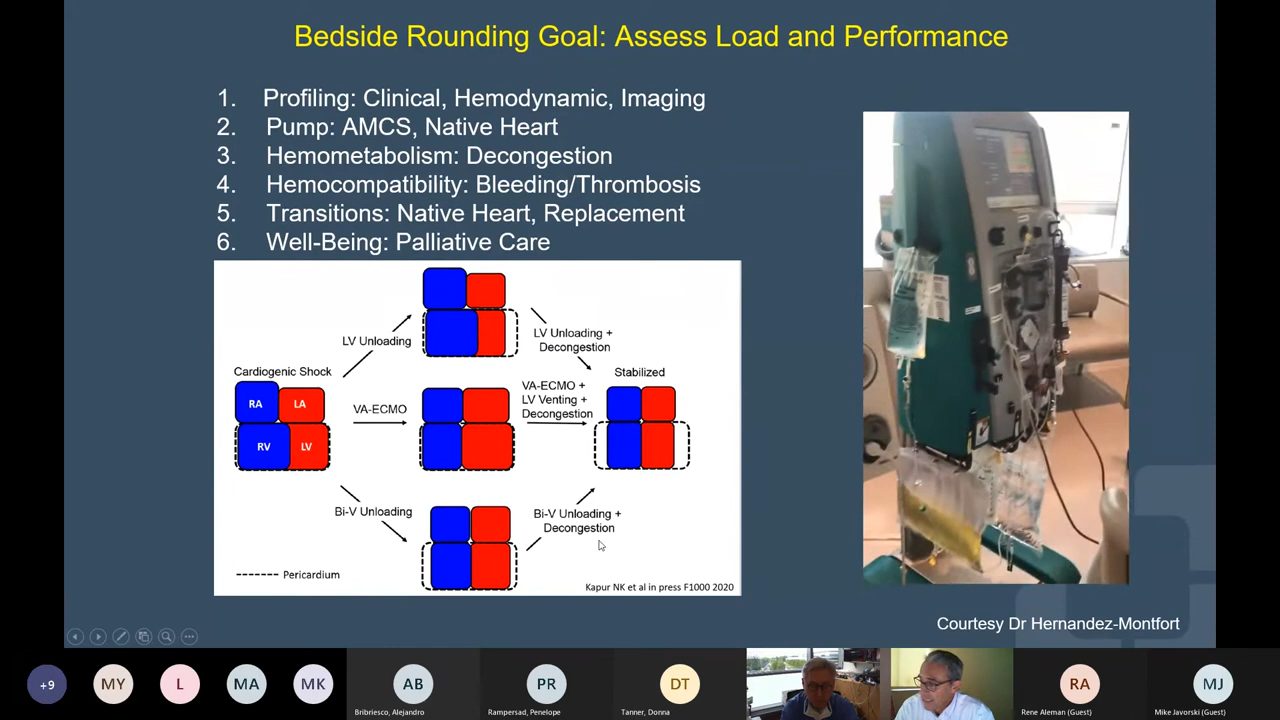 Bedside Rounding Goal: Assess Load and Performance
1. Profiling: Clinical, Hemodynamic, Imaging
2. Pump: AMCS, Native Heart
3. Hemometabolism: Decongestion
4. Hemocompatibility: Bleeding/Thrombosis
5. Transitions: Native Heart, Replacement
6. Well-Being: Palliative Care
LV Unloading
LV Unloading +
Decongestion
Cardiogenic Shock
RA
LA
RV
LV
VA-ECMO
VA-ECMO +
LV Venting +
Decongestion
Stabilized
Bi-V Unloading
Bi-V Unloading +
Decongestion
Pericardium
Kapur NK et al in press F1000 2020
Courtesy Dr Hernandez-Montfort
+9
MY
L
MA
MK
AB
Bribriesco, Alejandro
PR
Rampersad, Penelope
DT
Tanner, Donna
RA
Rene Aleman (Guest)
MJ
Mike Javorski (Guest)